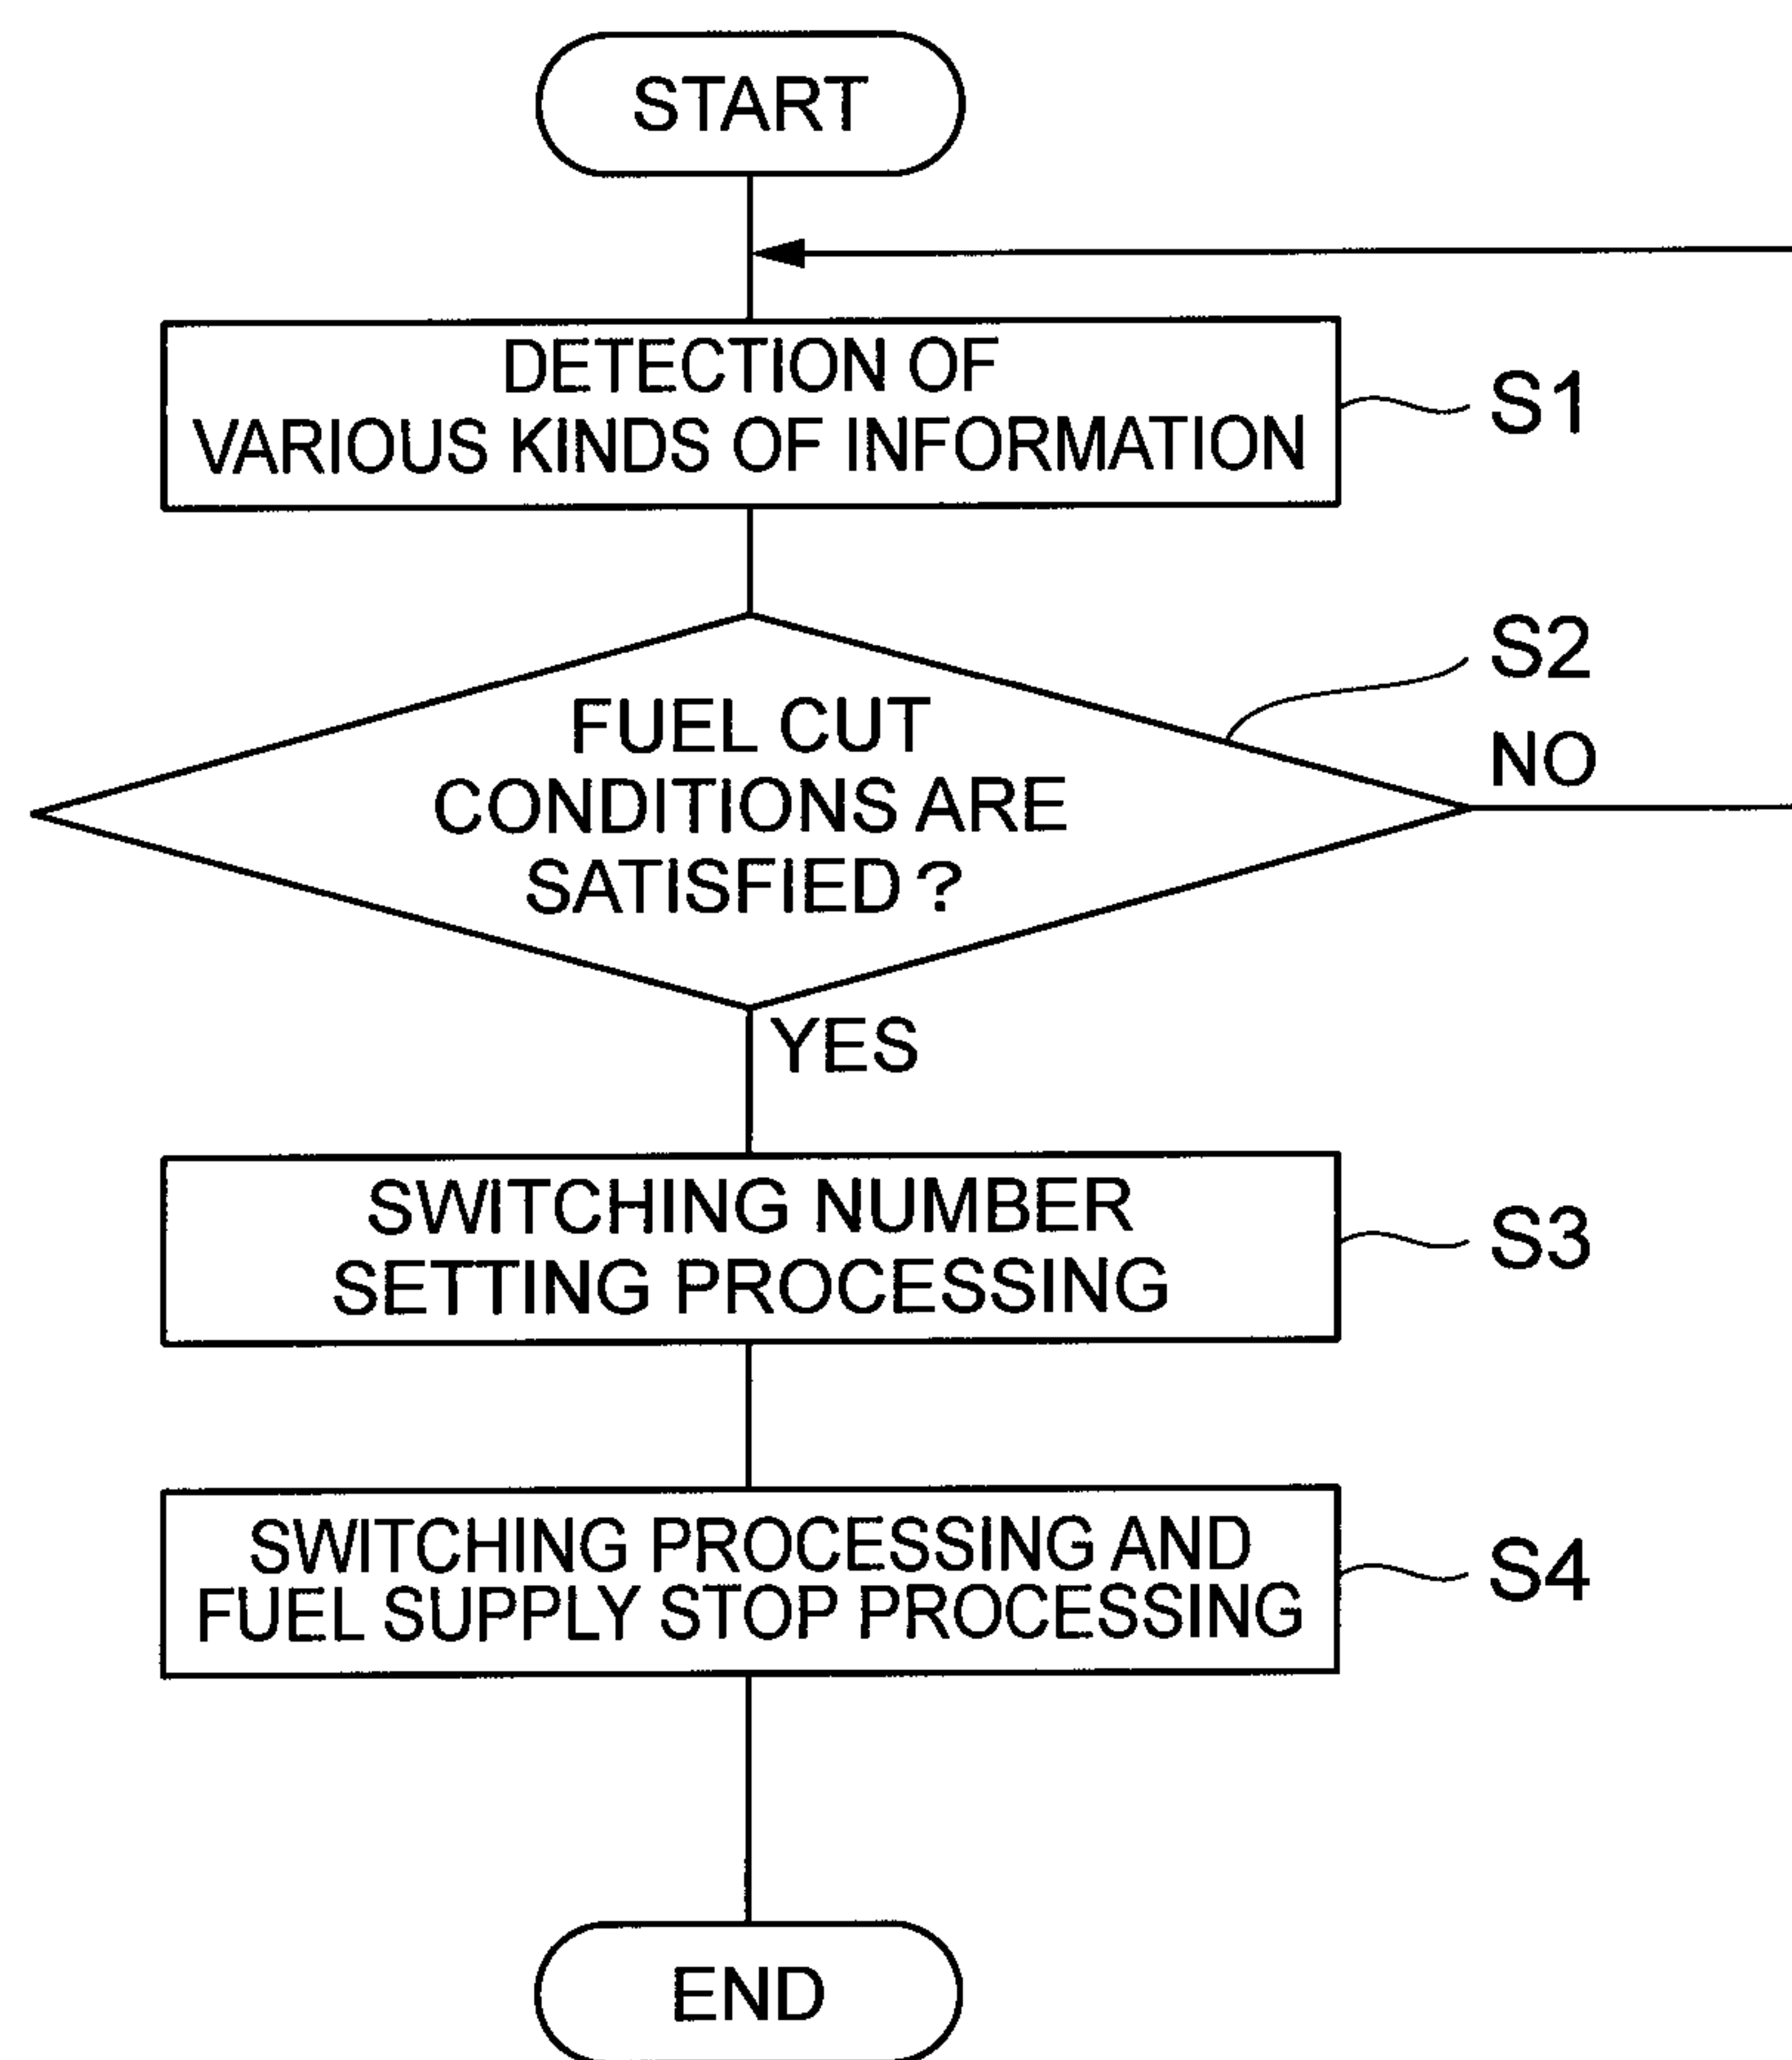 START
DETECTION OF
VARIOUS KINDS OF INFORMATION
S1
S2
FUEL CUT
CONDITIONS ARE
SATISFIED ?
NO
YES
SWITCHING NUMBER
SETTING PROCESSING
S3
SWITCHING PROCESSING AND
FUEL SUPPLY STOP PROCESSING
S4
END